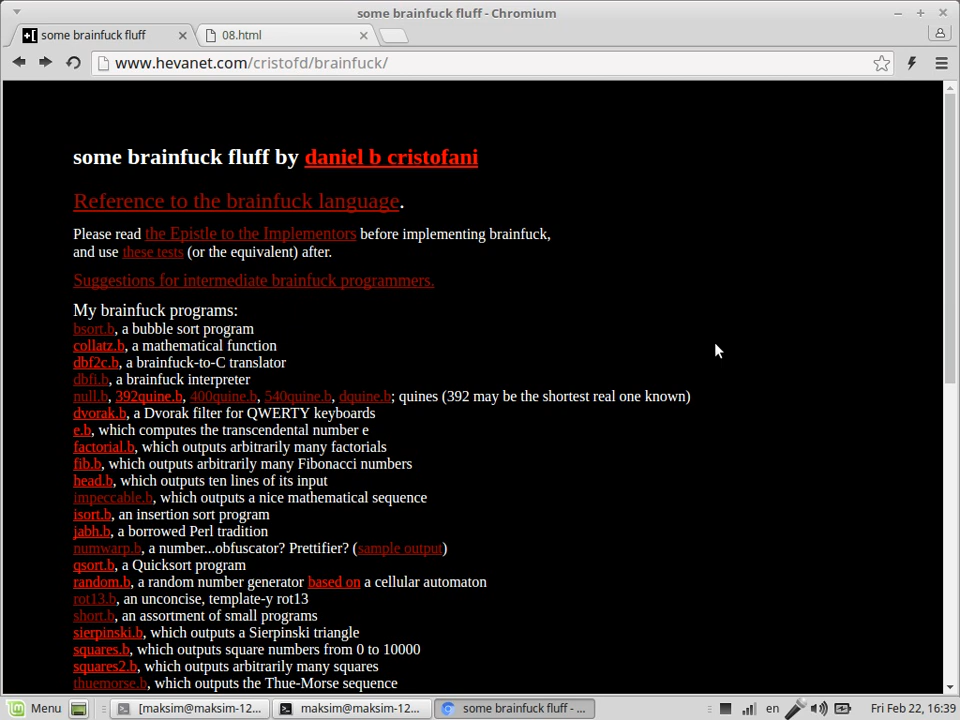 some brainfuck fluff - Chromium
some brainfuck fluff
08.html
www.hevanet.com/cristofd/brainfuck/
some brainfuck fluff by daniel b cristofani
Reference to the brainfuck language.
Please read the Epistle to the Implementors before implementing brainfuck,
and use these tests (or the equivalent) after.
Suggestions for intermediate brainfuck programmers.
My brainfuck programs:
bsort.b, a bubble sort program
collatz.b, a mathematical function
dbf2c.b, a brainfuck-to-C translator
dbfi.b, a brainfuck interpreter
null.b, 392quine.b, 400quine.b, 540quine.b, dquine.b; quines (392 may be the shortest real one known)
dvorak.b, a Dvorak filter for QWERTY keyboards
e.b, which computes the transcendental number e
factorial.b, which outputs arbitrarily many factorials
fib.b, which outputs arbitrarily many Fibonacci numbers
head.b, which outputs ten lines of its input
impeccable.b, which outputs a nice mathematical sequence
isort.b, an insertion sort program
jabh.b, a borrowed Perl tradition
numwarp.b, a number...obfuscator? Prettifier? (sample output)
qsort.b, a Quicksort program
random.b, a random number generator based on a cellular automaton
rot13.b, an unconcise, template-y rot13
short.b, an assortment of small programs
sierpinski.b, which outputs a Sierpinski triangle
squares.b, which outputs square numbers from 0 to 10000
squares2.b, which outputs arbitrarily many squares
thuemorse.b, which outputs the Thue-Morse sequence
Menu
[maksim@maksim-12...
maksim@maksim-12...
some brainfuck fluff - ...
en
Fri Feb 22, 16:39